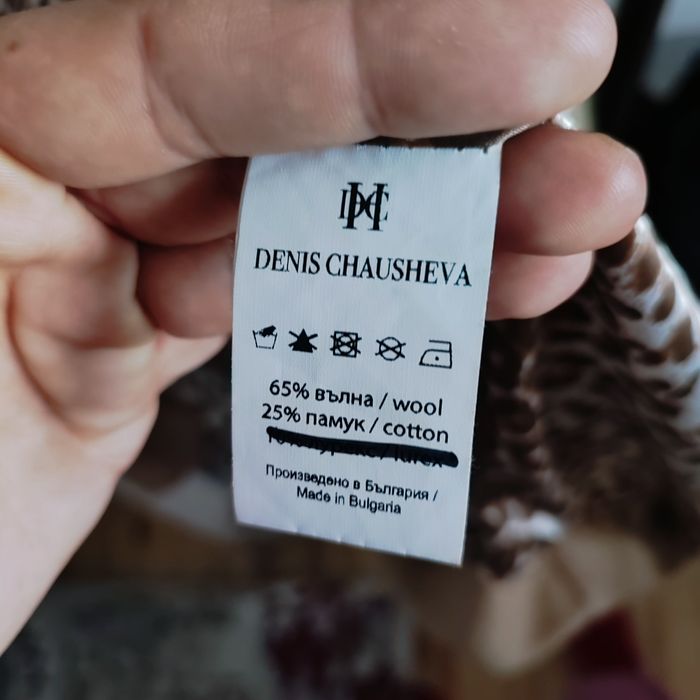 DENIS CHAUSHEVA
65% вълна / wool
25% памук / cotton
Произведено в България /
Made in Bulgaria